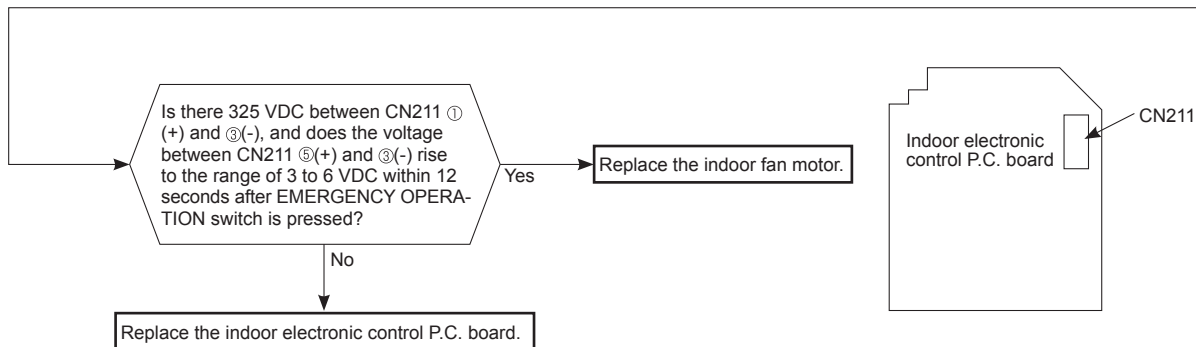 Is there 325 VDC between CN211 ①
(+) and ③(-), and does the voltage
between CN211 ⑤(+) and ③(-) rise
to the range of 3 to 6 VDC within 12
seconds after EMERGENCY OPERA-
TION switch is pressed?
Yes
Replace the indoor fan motor.
No
Replace the indoor electronic control P.C. board.
Indoor electronic
control P.C. board
CN211